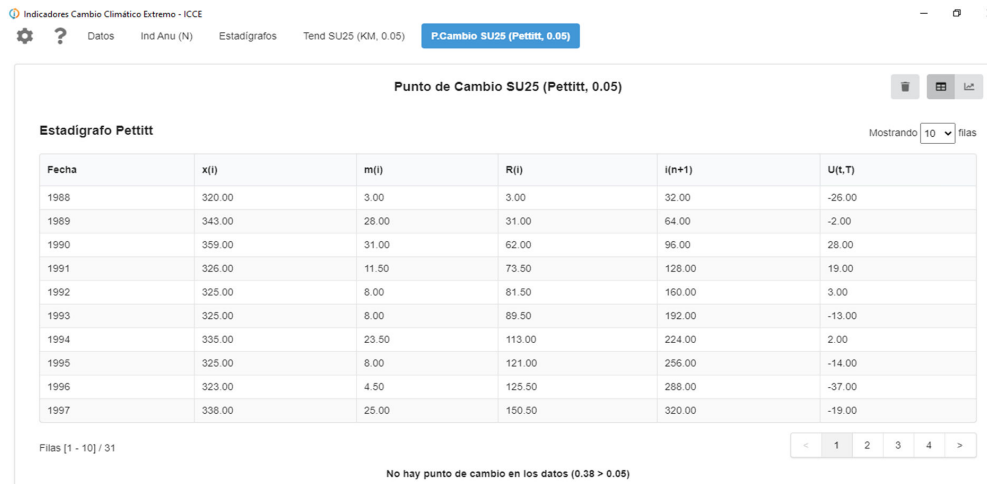 Indicadores Cambio Climático Extremo - ICCE
Datos Ind Anu (N) Estadígrafos Tend SU25 (KM, 0.05) P.Cambio SU25 (Pettitt, 0.05)
Punto de Cambio SU25 (Pettitt, 0.05)
Estadígrafo Pettitt Mostrando 10 filas
Fecha x(i) m(i) R(i) i(n+1) U(t,T)
1988 320.00 3.00 3.00 32.00 -26.00
1989 343.00 28.00 31.00 64.00 -2.00
1990 359.00 31.00 62.00 96.00 28.00
1991 326.00 11.50 73.50 128.00 19.00
1992 325.00 8.00 81.50 160.00 3.00
1993 325.00 8.00 89.50 192.00 -13.00
1994 335.00 23.50 113.00 224.00 2.00
1995 325.00 8.00 121.00 256.00 -14.00
1996 323.00 4.50 125.50 288.00 -37.00
1997 338.00 25.00 150.50 320.00 -19.00
Filas [1 - 10] / 31 < 1 2 3 4 >
No hay punto de cambio en los datos (0.38 > 0.05)